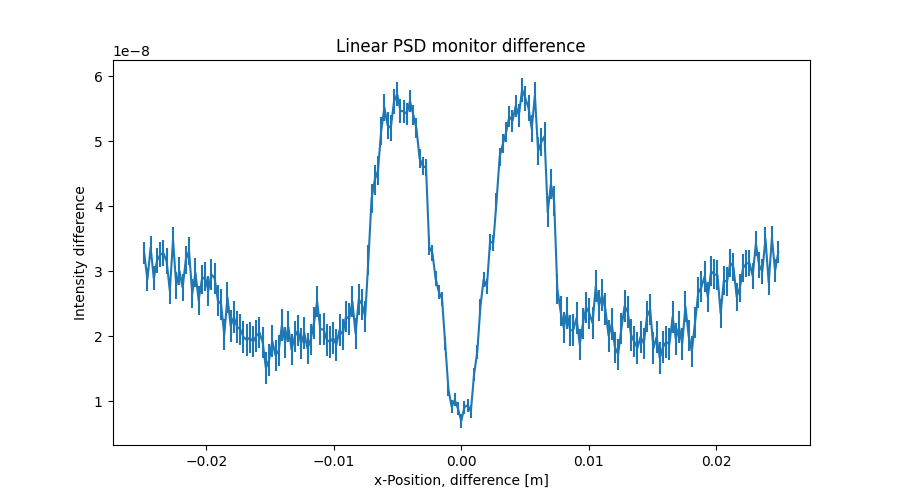 Linear PSD monitor difference
1e−8
6
5
4
3
2
1
Intensity difference
−0.02 −0.01 0.00 0.01 0.02
x-Position, difference [m]